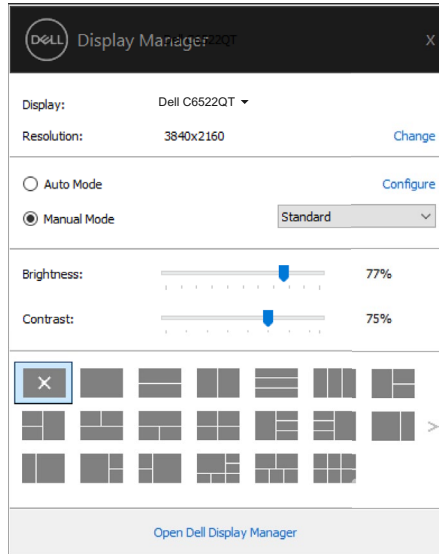 DELL Display Manager X
Display: Dell C6522QT
Resolution: 3840x2160 Change
Auto Mode Configure
Manual Mode Standard
Brightness: 77%
Contrast: 75%
Open Dell Display Manager